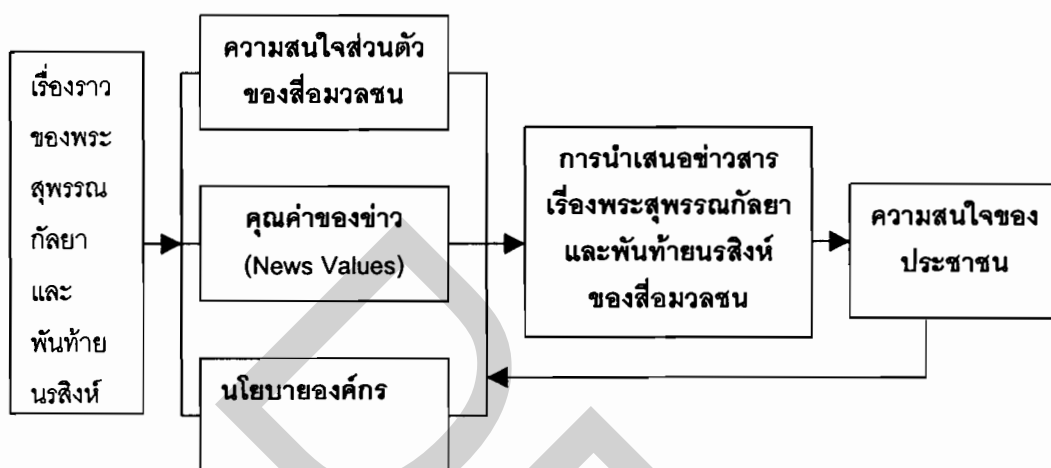 เรื่องราว
ของพระ
สุพรรณ
กัลยา
และ
พันท้าย
นรสิงห์
ความสนใจส่วนตัว
ของสื่อมวลชน
คุณค่าของข่าว
(News Values)
นโยบายองค์กร
การนำเสนอข่าวสาร
เรื่องพระสุพรรณกัลยา
และพันท้ายนรสิงห์
ของสื่อมวลชน
ความสนใจของ
ประชาชน